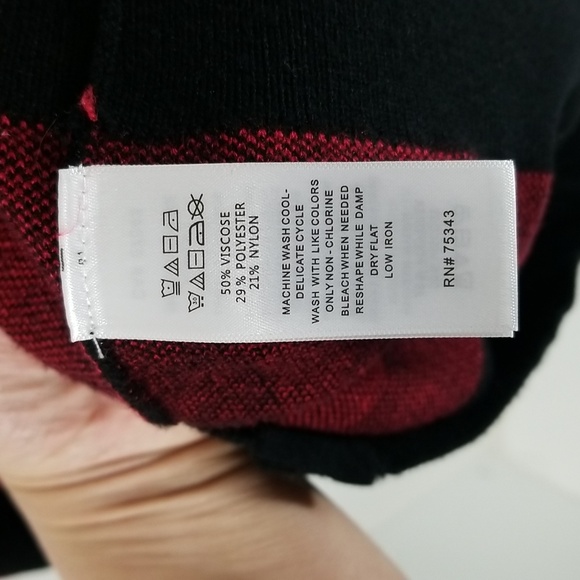 50% VISCOSE
29% POLYESTER
21% NYLON
MACHINE WASH COOL-
DELICATE CYCLE
WASH WITH LIKE COLORS
ONLY NON-CHLORINE
BLEACH WHEN NEEDED
RESHAPE WHILE DAMP
DRY FLAT
LOW IRON
RN# 75343